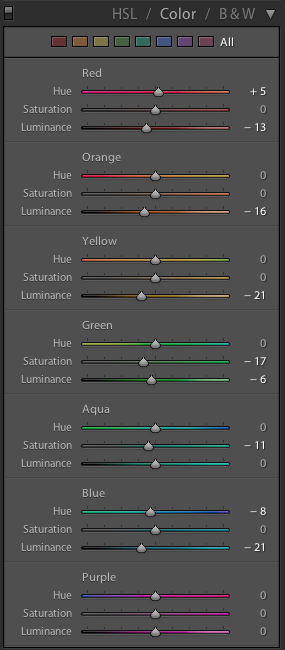 HSL / Color / B & W ▼
All
Red
Hue + 5
Saturation 0
Luminance − 13
Orange
Hue 0
Saturation 0
Luminance − 16
Yellow
Hue 0
Saturation 0
Luminance − 21
Green
Hue 0
Saturation − 17
Luminance − 6
Aqua
Hue 0
Saturation − 11
Luminance 0
Blue
Hue − 8
Saturation 0
Luminance − 21
Purple
Hue 0
Saturation 0
Luminance 0